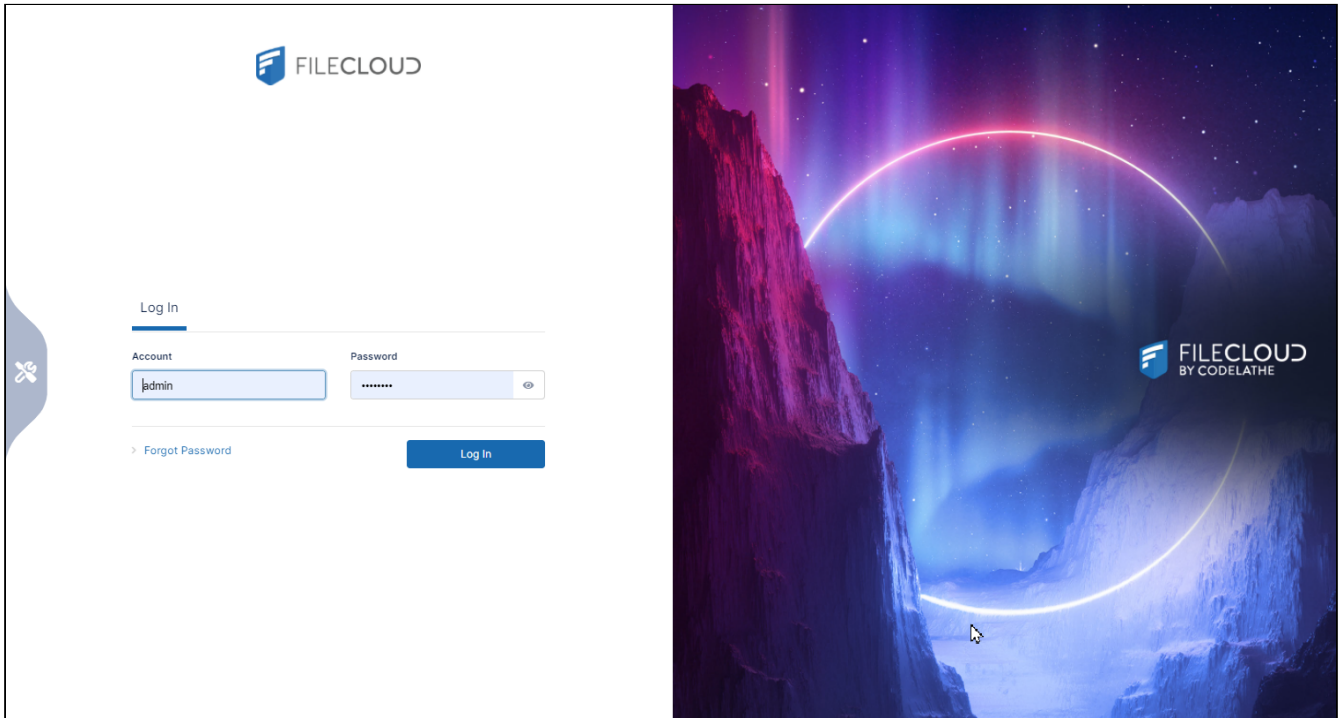 FILECLOUD
Log In
Account
Password
admin
••••••••
Forgot Password
Log In
FILECLOUD
BY CODELATHE